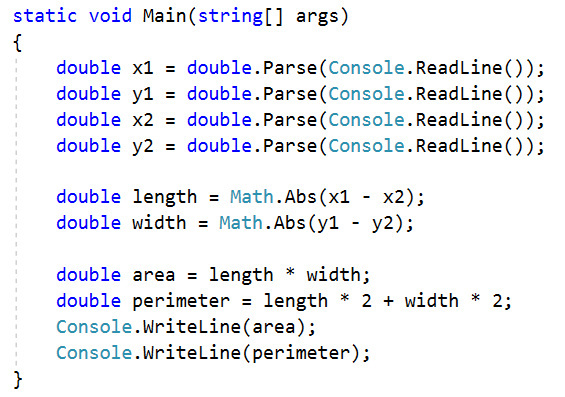 static void Main(string[] args)
{
    double x1 = double.Parse(Console.ReadLine());
    double y1 = double.Parse(Console.ReadLine());
    double x2 = double.Parse(Console.ReadLine());
    double y2 = double.Parse(Console.ReadLine());

    double length = Math.Abs(x1 - x2);
    double width = Math.Abs(y1 - y2);

    double area = length * width;
    double perimeter = length * 2 + width * 2;
    Console.WriteLine(area);
    Console.WriteLine(perimeter);
}